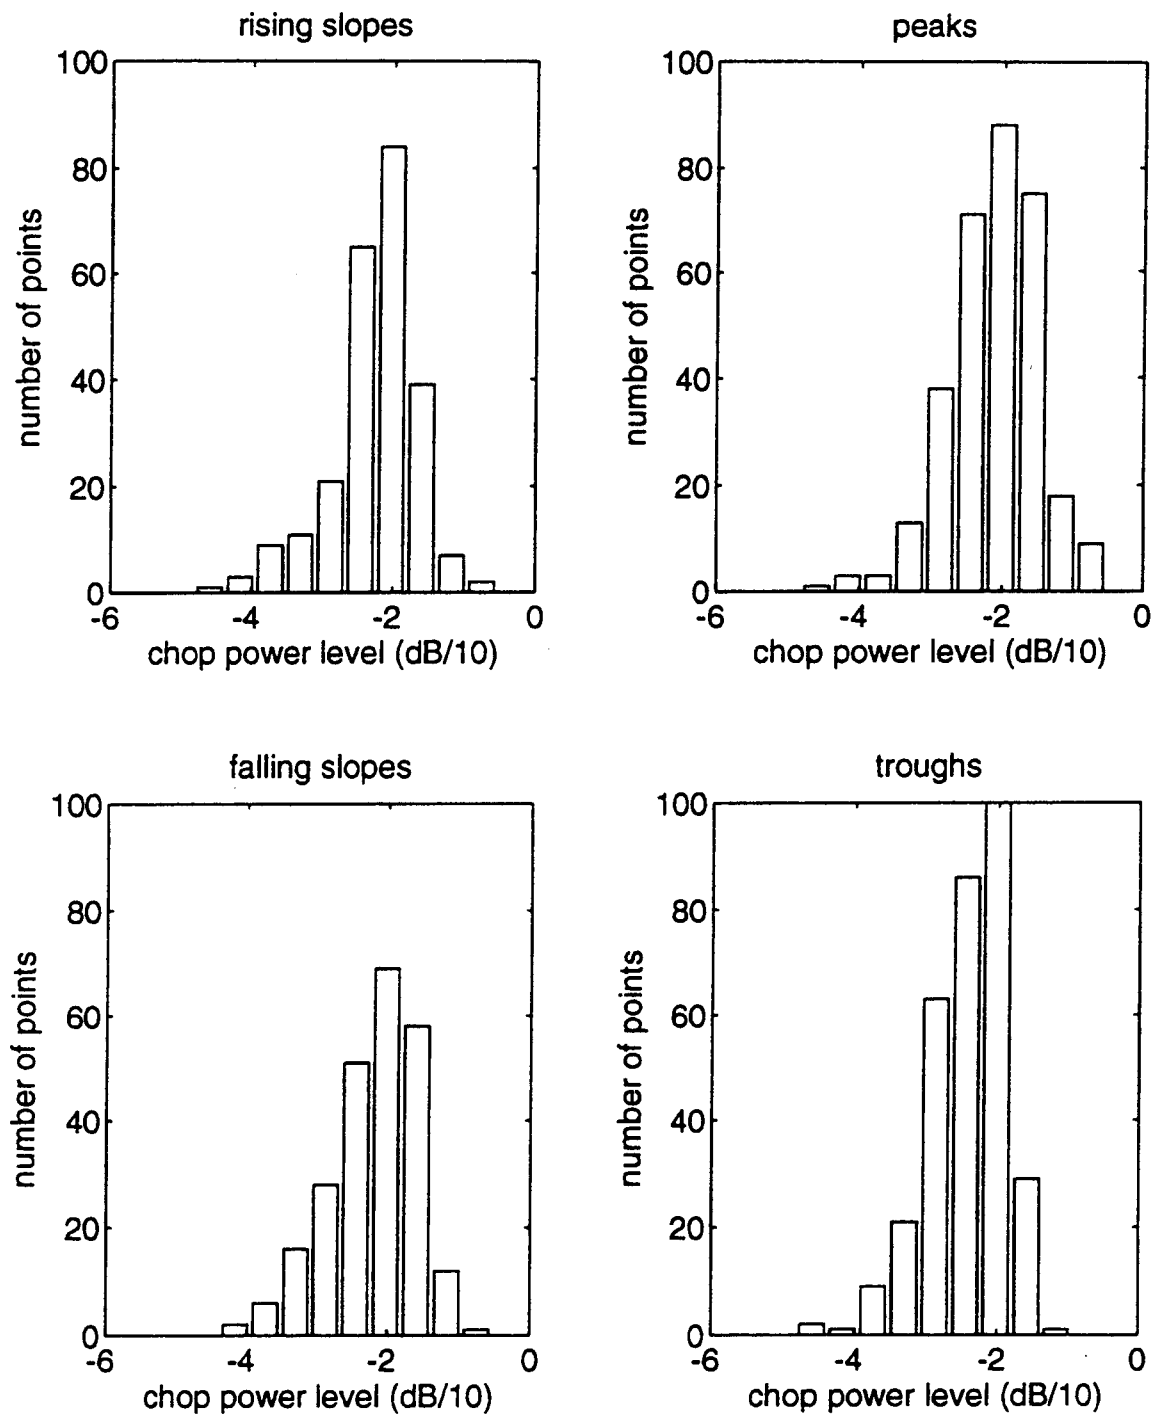 rising slopes
100
80
60
40
20
0
number of points
-6 -4 -2 0
chop power level (dB/10)
peaks
100
80
60
40
20
0
number of points
-6 -4 -2 0
chop power level (dB/10)
falling slopes
100
80
60
40
20
0
number of points
-6 -4 -2 0
chop power level (dB/10)
troughs
100
80
60
40
20
0
number of points
-6 -4 -2 0
chop power level (dB/10)